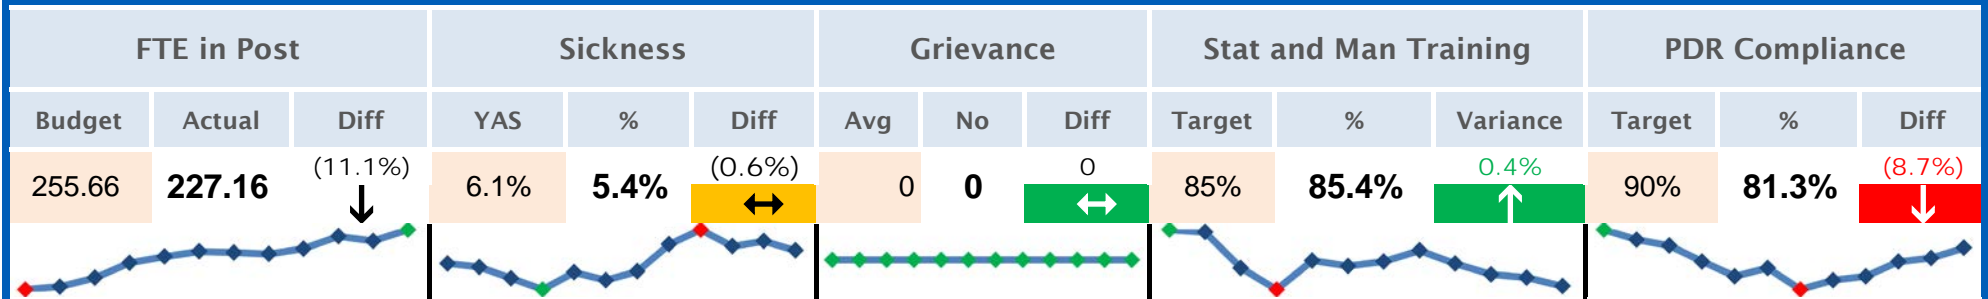 FTE in Post Sickness Grievance Stat and Man Training PDR Compliance
Budget Actual Diff YAS % Diff Avg No Diff Target % Variance Target % Diff
255.66 227.16 (11.1%) 6.1% 5.4% (0.6%) 0 0 0 85% 85.4% 0.4% 90% 81.3% (8.7%)